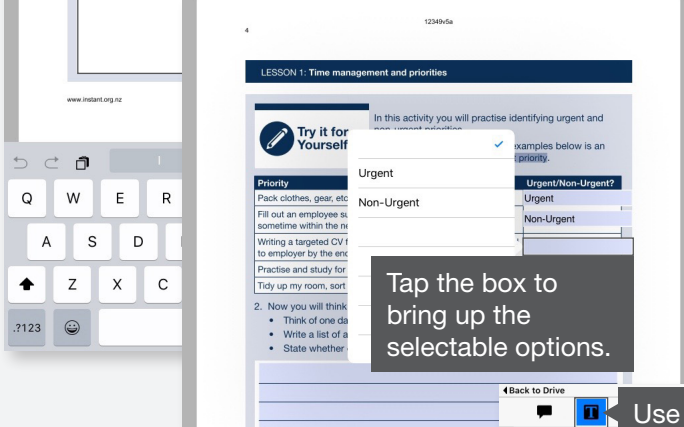 www.instant.org.nz
Q W E R
A S D
Z X C
.?123
12349v5a
4
LESSON 1: Time management and priorities
Try it for
Yourself
In this activity you will practise identifying urgent and
non-urgent priorities.
examples below is an
priority.
Priority
Urgent/Non-Urgent?
Pack clothes, gear, etc
Urgent
Fill out an employee su
sometime within the ne
Non-Urgent
Writing a targeted CV f
to employer by the end
Practise and study for
Tidy up my room, sort
Urgent
Non-Urgent
2. Now you will think
• Think of one da
• Write a list of a
• State whether
Tap the box to
bring up the
selectable options.
Back to Drive
T
Use